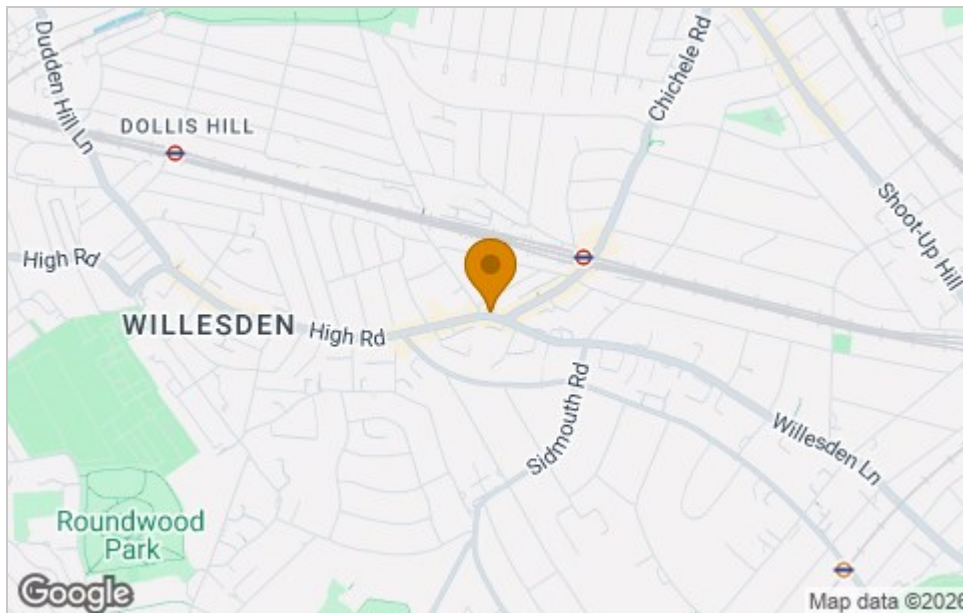 Dudden Hill Ln
Chichele Rd
DOLLIS HILL
Shoot-Up Hill
High Rd
WILLESDEN
High Rd
Sidmouth Rd
Willesden Ln
Roundwood
Park
Google
Map data ©2026